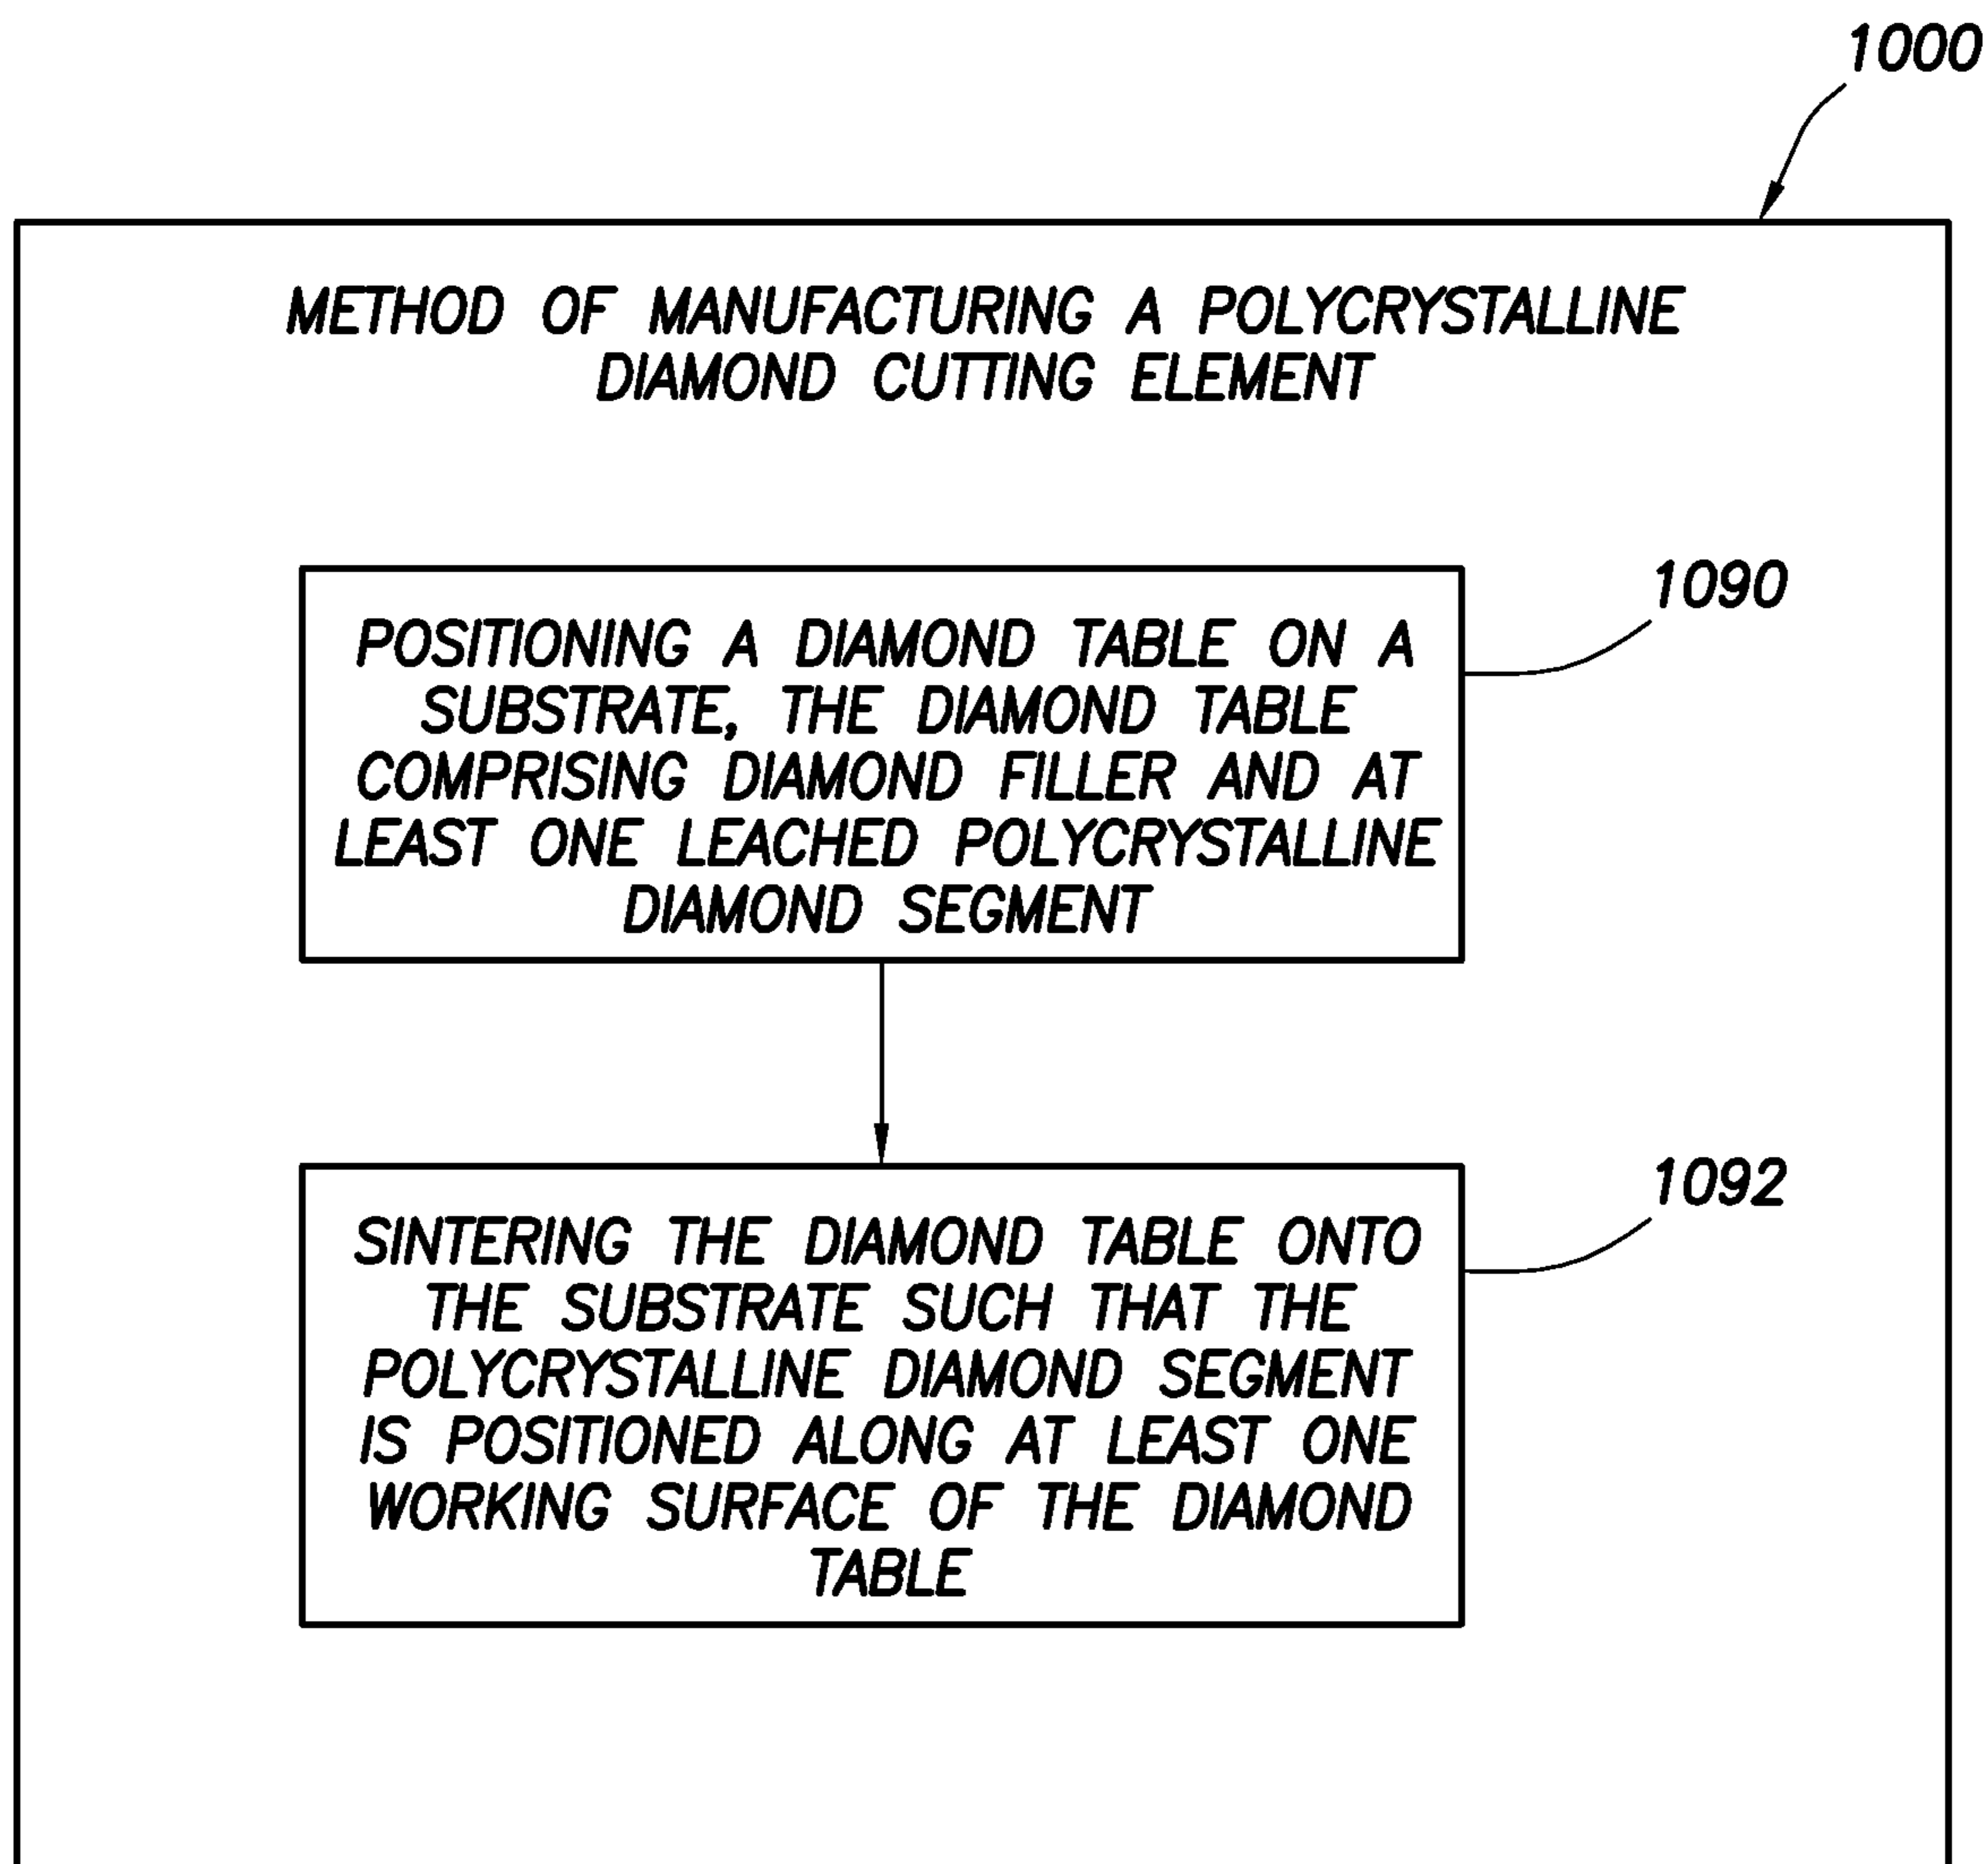 1000
METHOD OF MANUFACTURING A POLYCRYSTALLINE
DIAMOND CUTTING ELEMENT
1090
POSITIONING A DIAMOND TABLE ON A
SUBSTRATE, THE DIAMOND TABLE
COMPRISING DIAMOND FILLER AND AT
LEAST ONE LEACHED POLYCRYSTALLINE
DIAMOND SEGMENT
1092
SINTERING THE DIAMOND TABLE ONTO
THE SUBSTRATE SUCH THAT THE
POLYCRYSTALLINE DIAMOND SEGMENT
IS POSITIONED ALONG AT LEAST ONE
WORKING SURFACE OF THE DIAMOND
TABLE